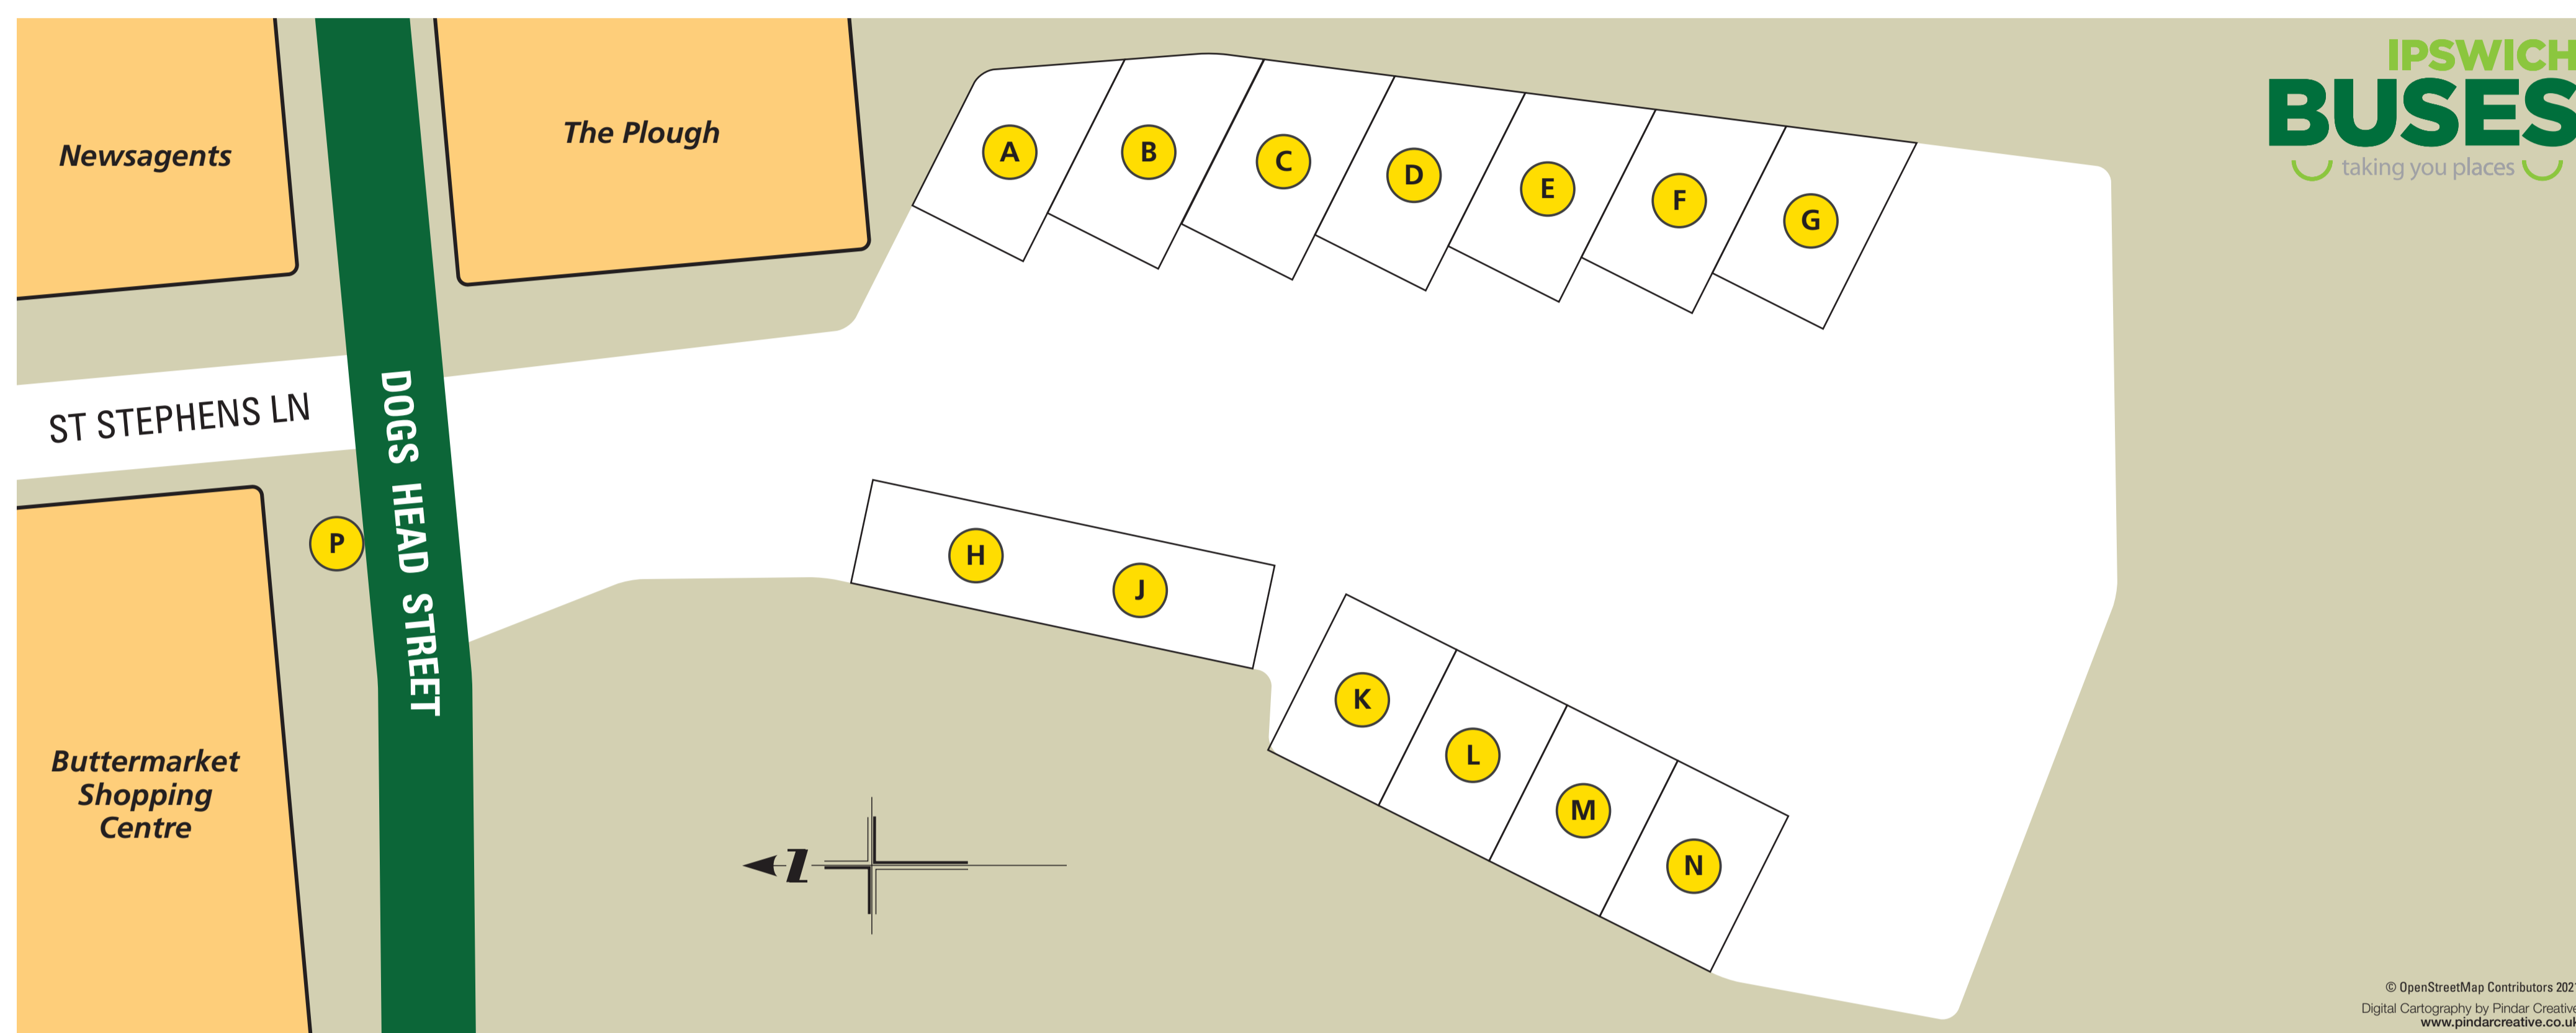 Newsagents
The Plough
IPSWICH
BUSES
taking you places
A
B
C
D
E
F
G
ST STEPHENS LN
DOGS HEAD STREET
P
H
J
K
L
M
N
Buttermarket
Shopping
Centre
N
© OpenStreetMap Contributors 2021
Digital Cartography by Pindar Creative
www.pindarcreative.co.uk